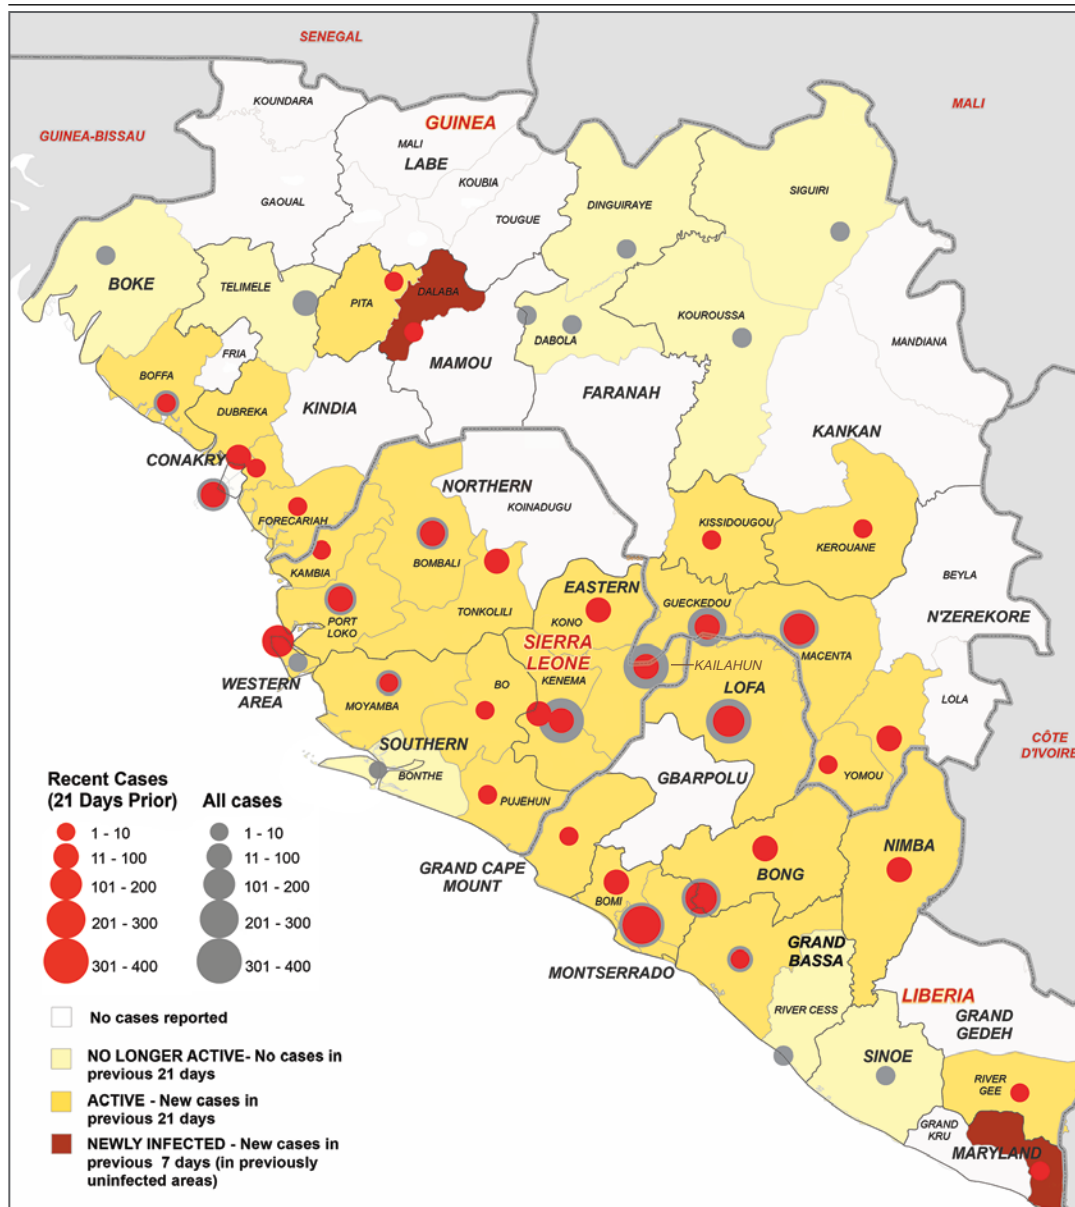 SENEGAL
MALI
GUINEA-BISSAU
KOUNDARA
GUINEA
MALI
LABE
KOUBIA
GAOUAL
TOUGUE
DINGUIRAYE
SIGUIRI
BOKE
TELIMELE
PITA
DALABA
KOUROUSSA
DABOLA
MANDIANA
FRIA
MAMOU
BOFFA
FARANAH
DUBREKA
KINDIA
KANKAN
CONAKRY
NORTHERN
KOINADUGU
FORECARIAH
KISSIDOUGOU
KEROUANE
KAMBIA
BOMBALI
BEYLA
EASTERN
GUECKEDOU
TONKOLILI
KONO
N'ZEREKORE
PORT
LOKO
SIERRA
LEONE
MACENTA
KAILAHUN
KENEMA
WESTERN
AREA
BO
LOFA
MOYAMBA
LOLA
SOUTHERN
CÔTE
D'IVOIRE
BONTHE
GBARPOLU
YOMOU
PUJEHUN
NIMBA
GRAND CAPE
MOUNT
BONG
BOMI
GRAND
BASSA
MONTSERRADO
LIBERIA
RIVER CESS
GRAND
GEDEH
SINOE
RIVER
GEE
GRAND
KRU
MARYLAND
Recent Cases
(21 Days Prior)
1 - 10
11 - 100
101 - 200
201 - 300
301 - 400
All cases
1 - 10
11 - 100
101 - 200
201 - 300
301 - 400
No cases reported
NO LONGER ACTIVE- No cases in
previous 21 days
ACTIVE - New cases in
previous 21 days
NEWLY INFECTED - New cases in
previous 7 days (in previously
uninfected areas)